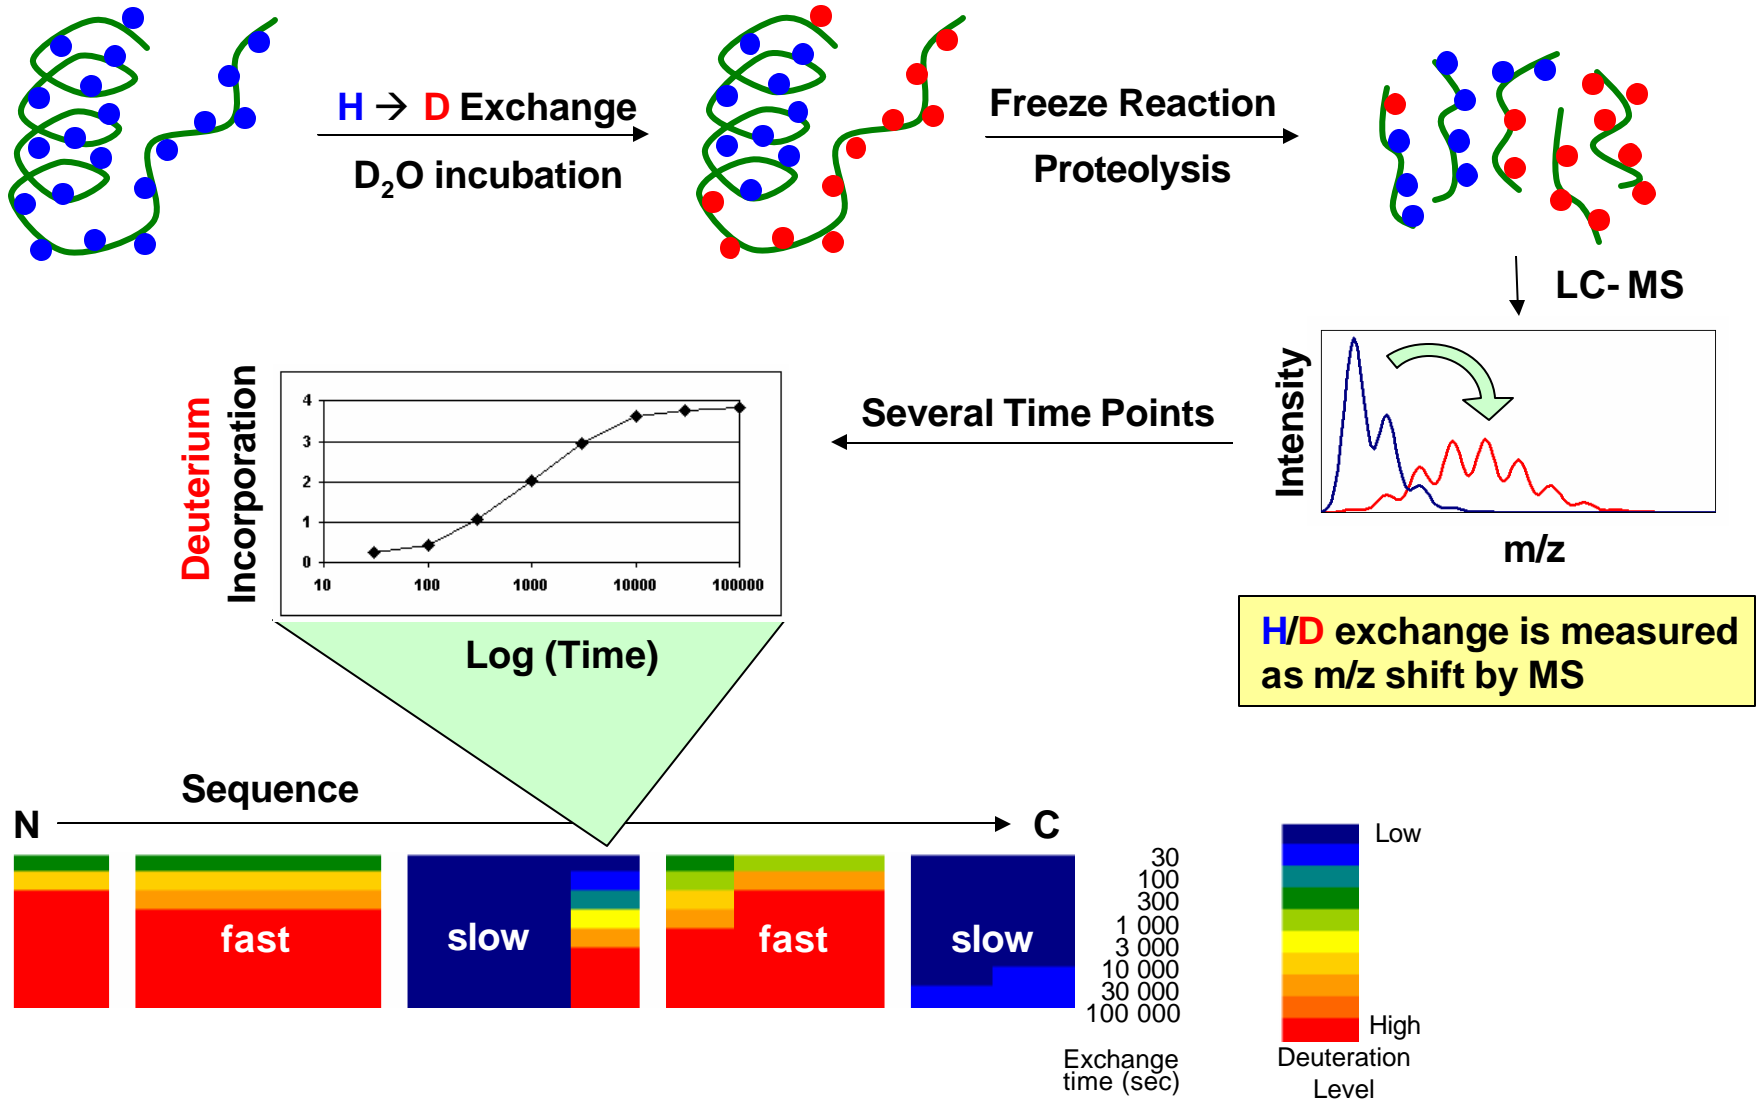 H → D Exchange
D₂O incubation
Freeze Reaction
Proteolysis
LC- MS
Intensity
m/z
H/D exchange is measured
as m/z shift by MS
Several Time Points
Deuterium
Incorporation
4
3
2
1
0
10 100 1000 10000 100000
Log (Time)
Sequence
N C
fast slow fast slow
30
100
300
1 000
3 000
10 000
30 000
100 000
Exchange
time (sec)
Low
High
Deuteration
Level